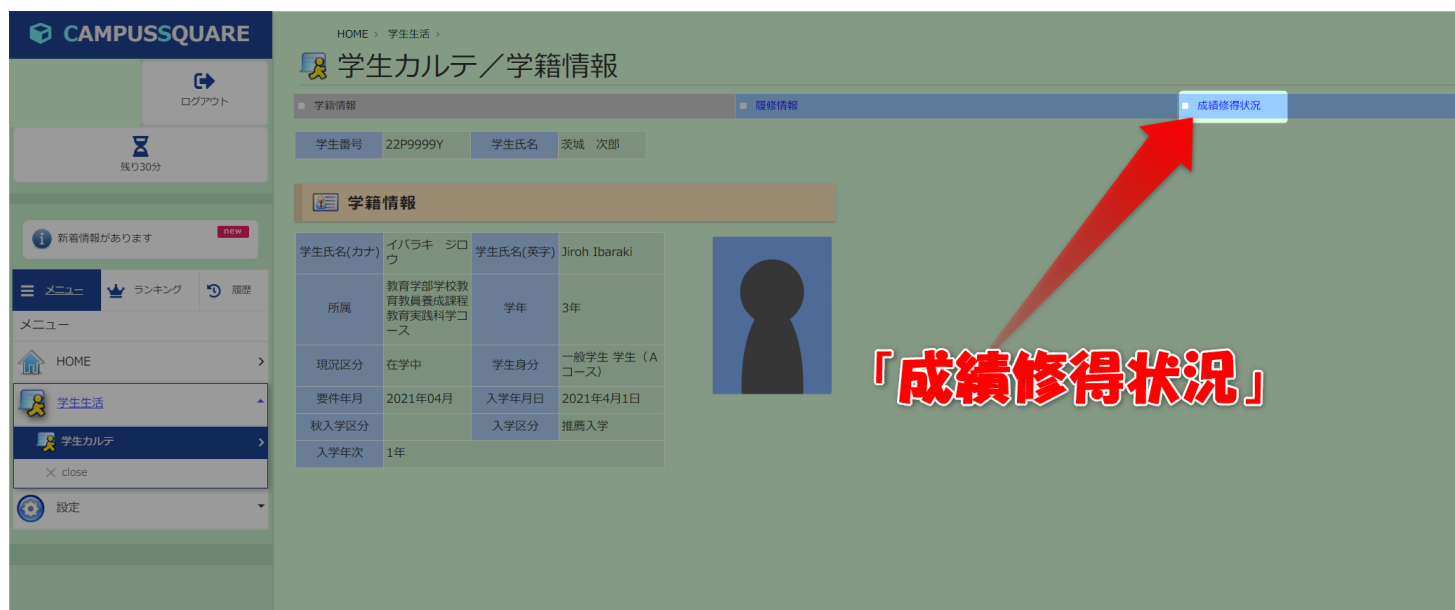 CAMPUSSQUARE
ログアウト
残り30分
新着情報があります
new
メニュー
ランキング
履歴
メニュー
HOME
学生生活
学生カルテ
× close
設定
HOME › 学生生活 ›
学生カルテ／学籍情報
学籍情報
履修情報
成績修得状況
学生番号 22P9999Y 学生氏名 茨城 次郎
学籍情報
学生氏名(カナ) イバラキ ジロ
ウ
学生氏名(英字) Jiroh Ibaraki
所属
教育学部学校教
育教員養成課程
教育実践科学コ
ース
学年 3年
現況区分 在学中 学生身分
一般学生 学生（A
コース）
要件年月 2021年04月 入学年月日 2021年4月1日
秋入学区分 入学区分 推薦入学
入学年次 1年
「成績修得状況」